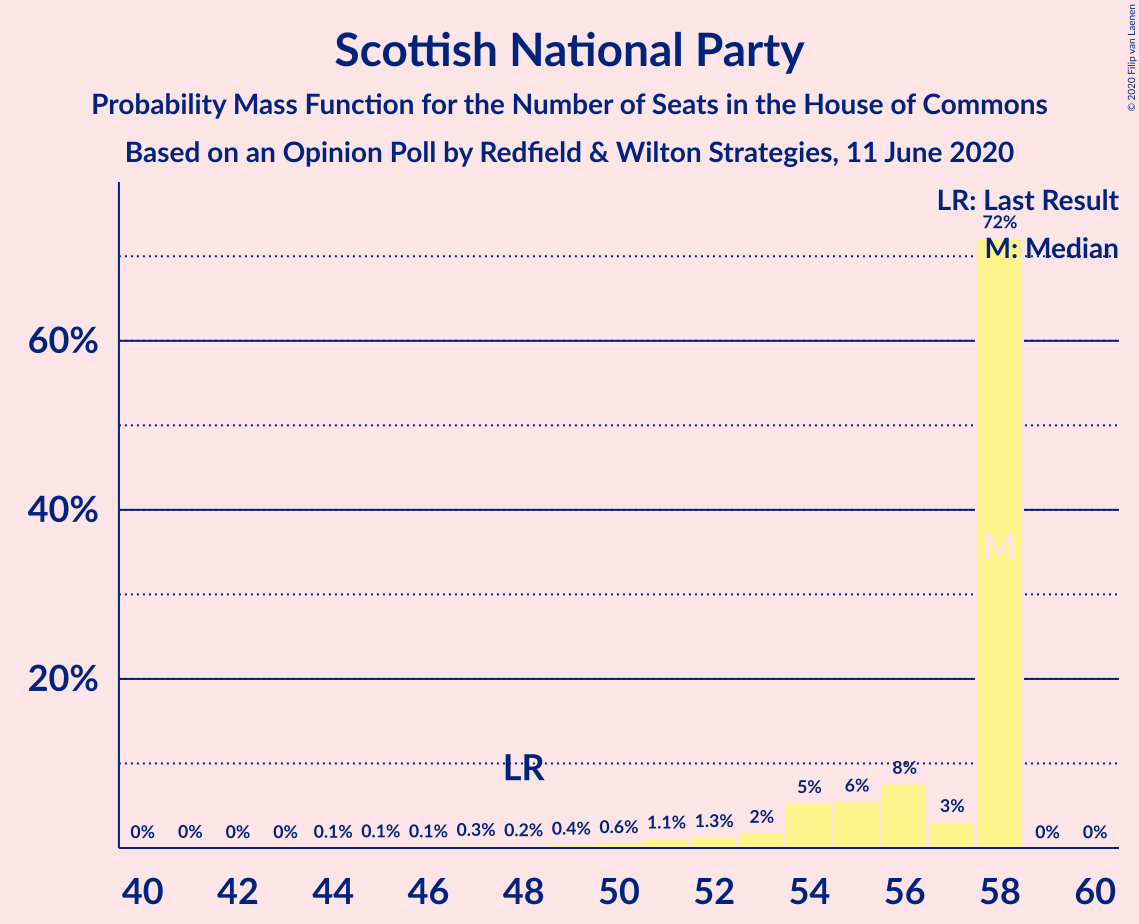 © 2020 Filip van Laenen
Scottish National Party
Probability Mass Function for the Number of Seats in the House of Commons
Based on an Opinion Poll by Redfield & Wilton Strategies, 11 June 2020
LR: Last Result
72%
M: Median
60%
40%
M
20%
LR
0% 0% 0% 0% 0.1% 0.1% 0.1% 0.3% 0.2% 0.4% 0.6% 1.1% 1.3% 2% 5% 6% 8% 3% 0% 0%
40 42 44 46 48 50 52 54 56 58 60